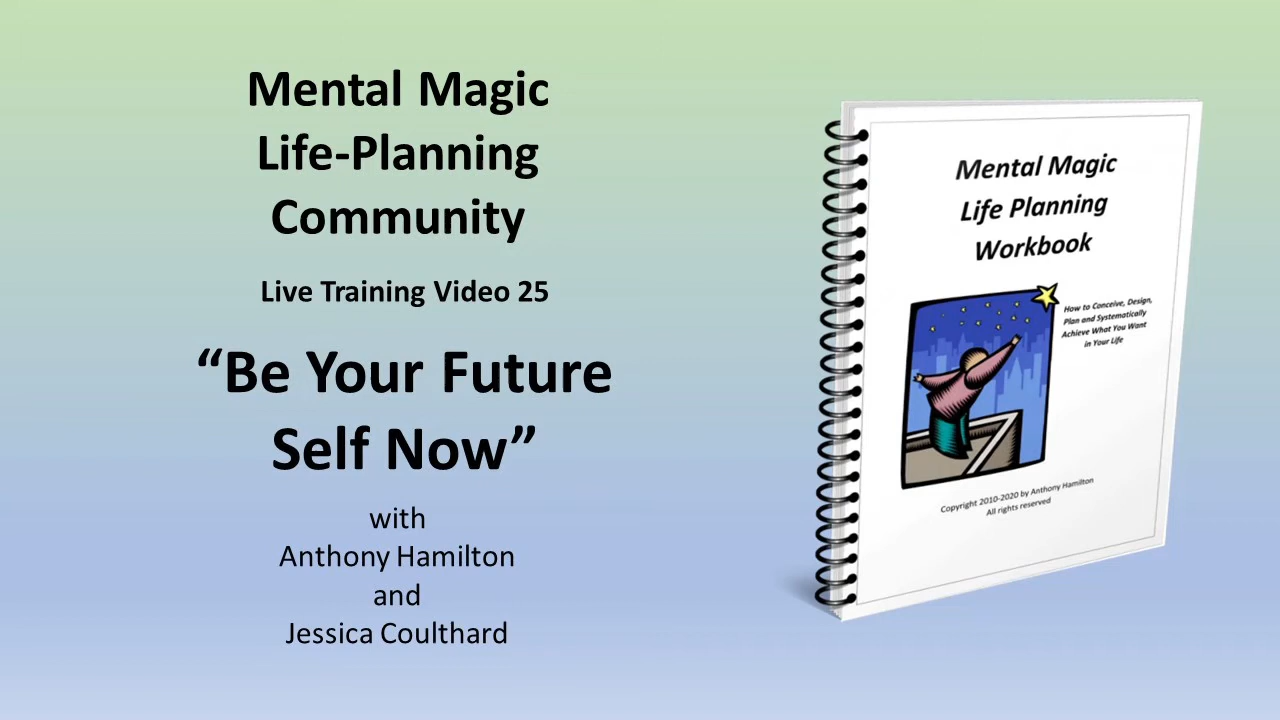 Mental Magic
Life-Planning
Community
Live Training Video 25
“Be Your Future
Self Now”
with
Anthony Hamilton
and
Jessica Coulthard
Mental Magic
Life Planning
Workbook
How to Conceive, Design,
Plan and Systematically
Achieve What You Want
in Your Life
Copyright 2010-2020 by Anthony Hamilton
All rights reserved